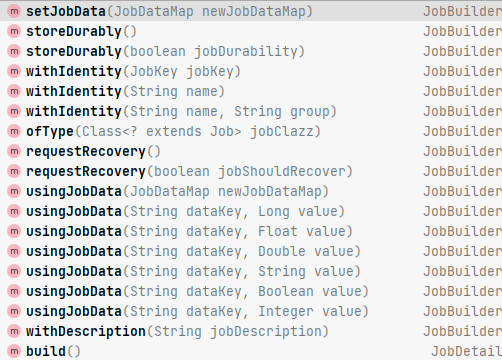 m setJobData(JobDataMap newJobDataMap) JobBuilder
m storeDurably() JobBuilder
m storeDurably(boolean jobDurability) JobBuilder
m withIdentity(JobKey jobKey) JobBuilder
m withIdentity(String name) JobBuilder
m withIdentity(String name, String group) JobBuilder
m ofType(Class<? extends Job> jobClazz) JobBuilder
m requestRecovery() JobBuilder
m requestRecovery(boolean jobShouldRecover) JobBuilder
m usingJobData(JobDataMap newJobDataMap) JobBuilder
m usingJobData(String dataKey, Long value) JobBuilder
m usingJobData(String dataKey, Float value) JobBuilder
m usingJobData(String dataKey, Double value) JobBuilder
m usingJobData(String dataKey, String value) JobBuilder
m usingJobData(String dataKey, Boolean value) JobBuilder
m usingJobData(String dataKey, Integer value) JobBuilder
m withDescription(String jobDescription) JobBuilder
m build() JobDetail